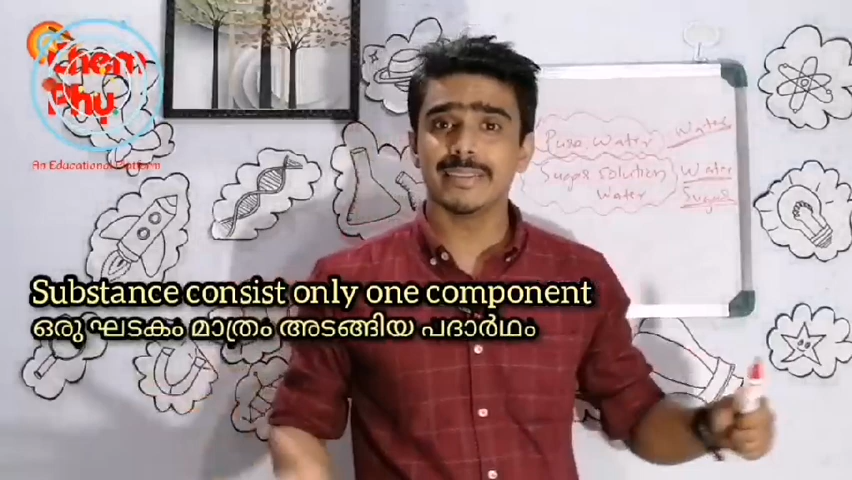 Chem
Phy
An Educational Platform
Pure Water
Water
Sugar solution
Water
Water
Sugar
Substance consist only one component
ഒരു ഘടകം മാത്രം അടങ്ങിയ പദാർഥം